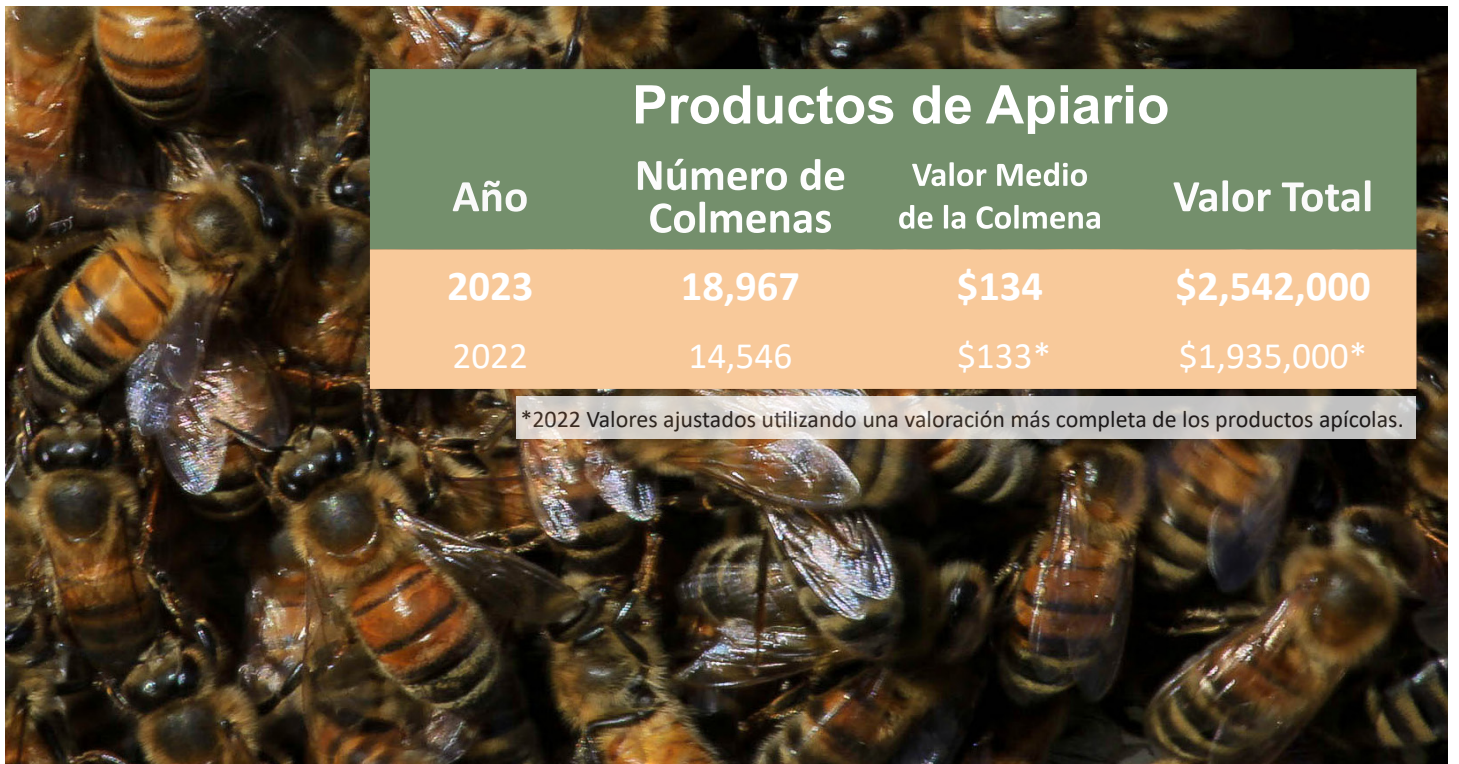 Productos de Apiario
Año Número de Colmenas Valor Medio de la Colmena Valor Total
2023 18,967 $134 $2,542,000
2022 14,546 $133* $1,935,000*
*2022 Valores ajustados utilizando una valoración más completa de los productos apícolas.